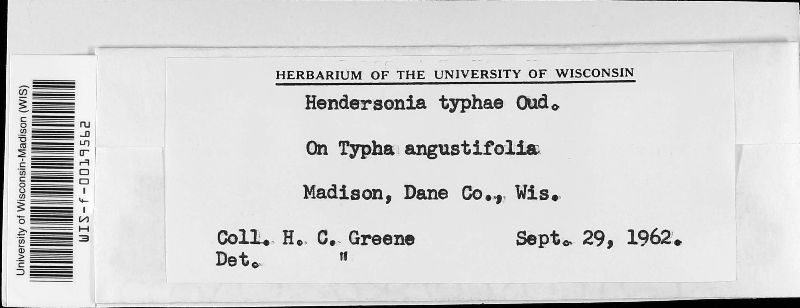 University of Wisconsin-Madison (WIS)
WIS-f-0019562
HERBARIUM OF THE UNIVERSITY OF WISCONSIN
Hendersonia typhae Oud.
On Typha angustifolia
Madison, Dane Co., Wis.
Coll. H. C. Greene Sept. 29, 1962.
Det. "